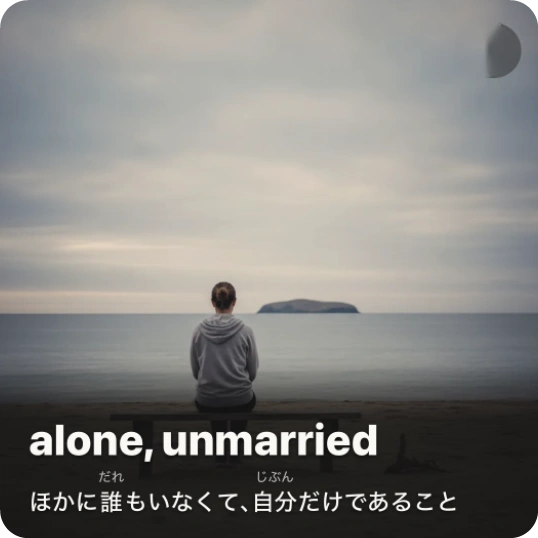 alone, unmarried
だれ じぶん
ほかに誰もいなくて、自分だけであること